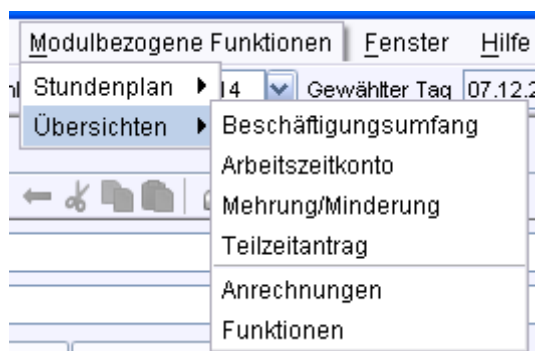 Modulbezogene Funktionen Fenster Hilfe
Stundenplan 14 Gewählter Tag 07.12.2
Übersichten Beschäftigungsumfang
Arbeitszeitkonto
Mehrung/Minderung
Teilzeitantrag
Anrechnungen
Funktionen